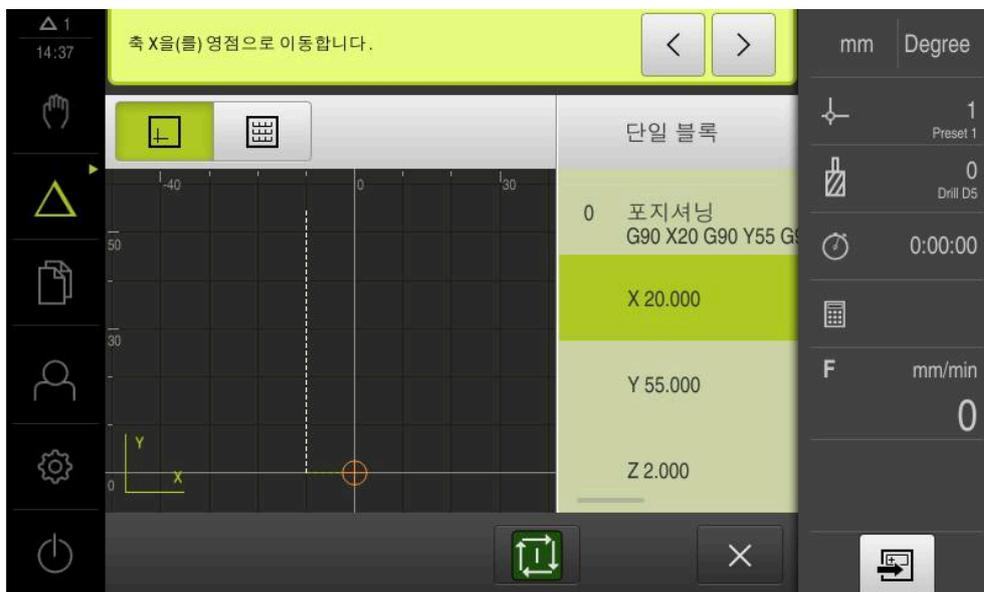 1
14:37
축 X을(를) 영점으로 이동합니다.
mm Degree
1
Preset 1
0
Drill D5
0:00:00
F mm/min
0
단일 블록
0 포지셔닝
G90 X20 G90 Y55
X 20.000
Y 55.000
Z 2.000
-40 0 30
50
30
0
Y
X